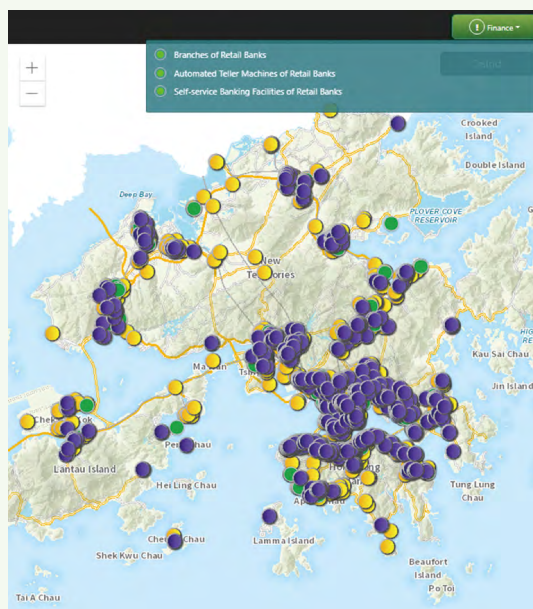 Finance
Branches of Retail Banks
Automated Teller Machines of Retail Banks
Self-service Banking Facilities of Retail Banks
+
−
Crooked
Island
Double Island
Deep Bay
PLOVER COVE
RESERVOIR
New
Territories
Kau Sai Chau
Jin Island
Lantau Island
Hei Ling Chau
Tung Lung
Chau
Lamma Island
Shek Kwu Chau
Beaufort
Island
Po Toi
Tai A Chau